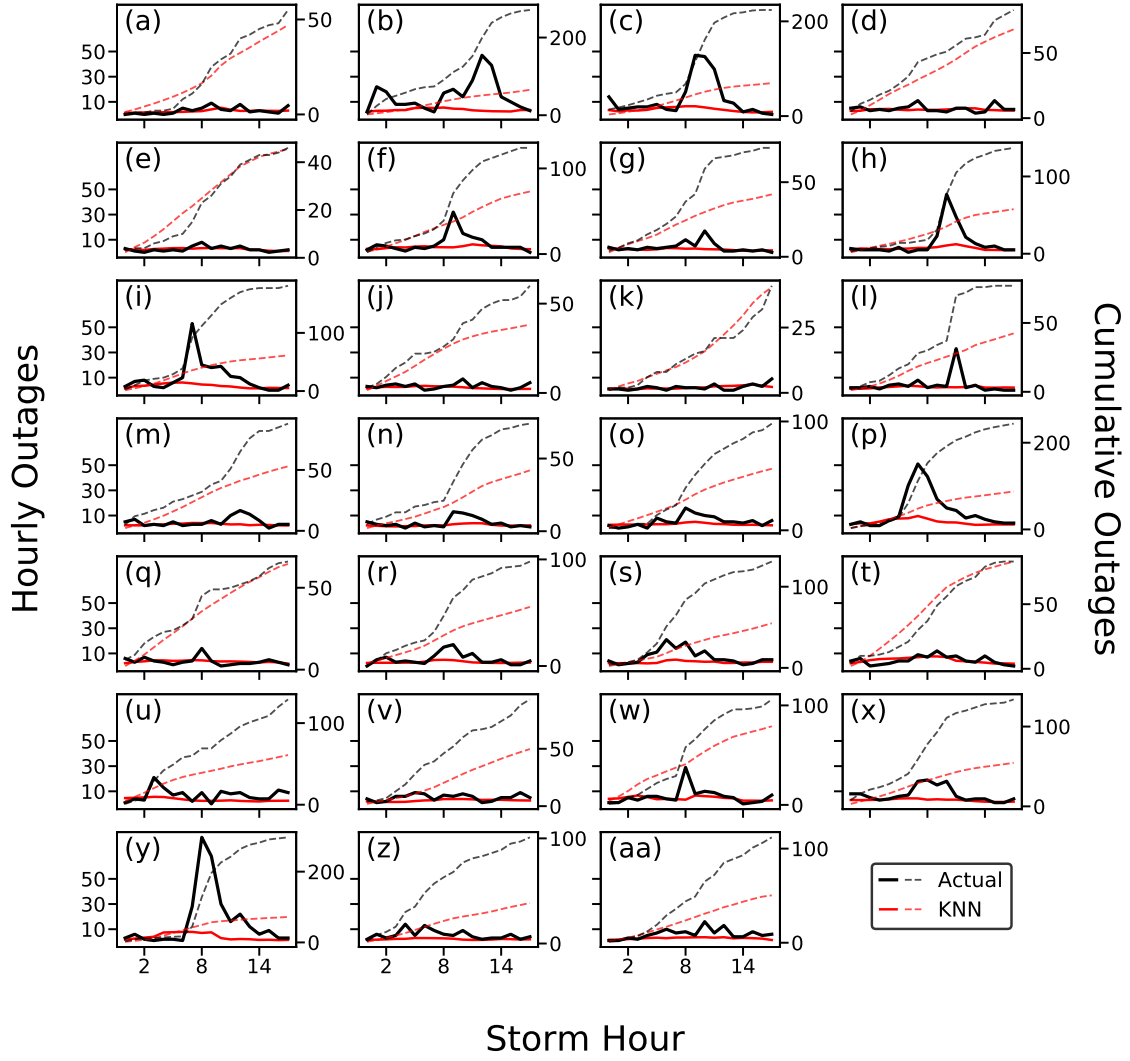 (a) (b) (c) (d)
50 30 10 50 0 200 0 200 0 50 0
2 8 14
(e) (f) (g) (h)
50 30 10 40 20 0 100 0 50 0 100 0
(i) (j) (k) (l)
50 30 10 100 0 50 0 25 0 50 0
(m) (n) (o) (p)
50 30 10 50 0 50 0 100 0 200 0
(q) (r) (s) (t)
50 30 10 50 0 100 0 100 0 50 0
(u) (v) (w) (x)
50 30 10 100 0 50 0 100 0 100 0
(y) (z) (aa)
50 30 10 200 0 100 0 100 0
2 8 14 2 8 14 2 8 14
Actual
KNN
Hourly Outages
Cumulative Outages
Storm Hour